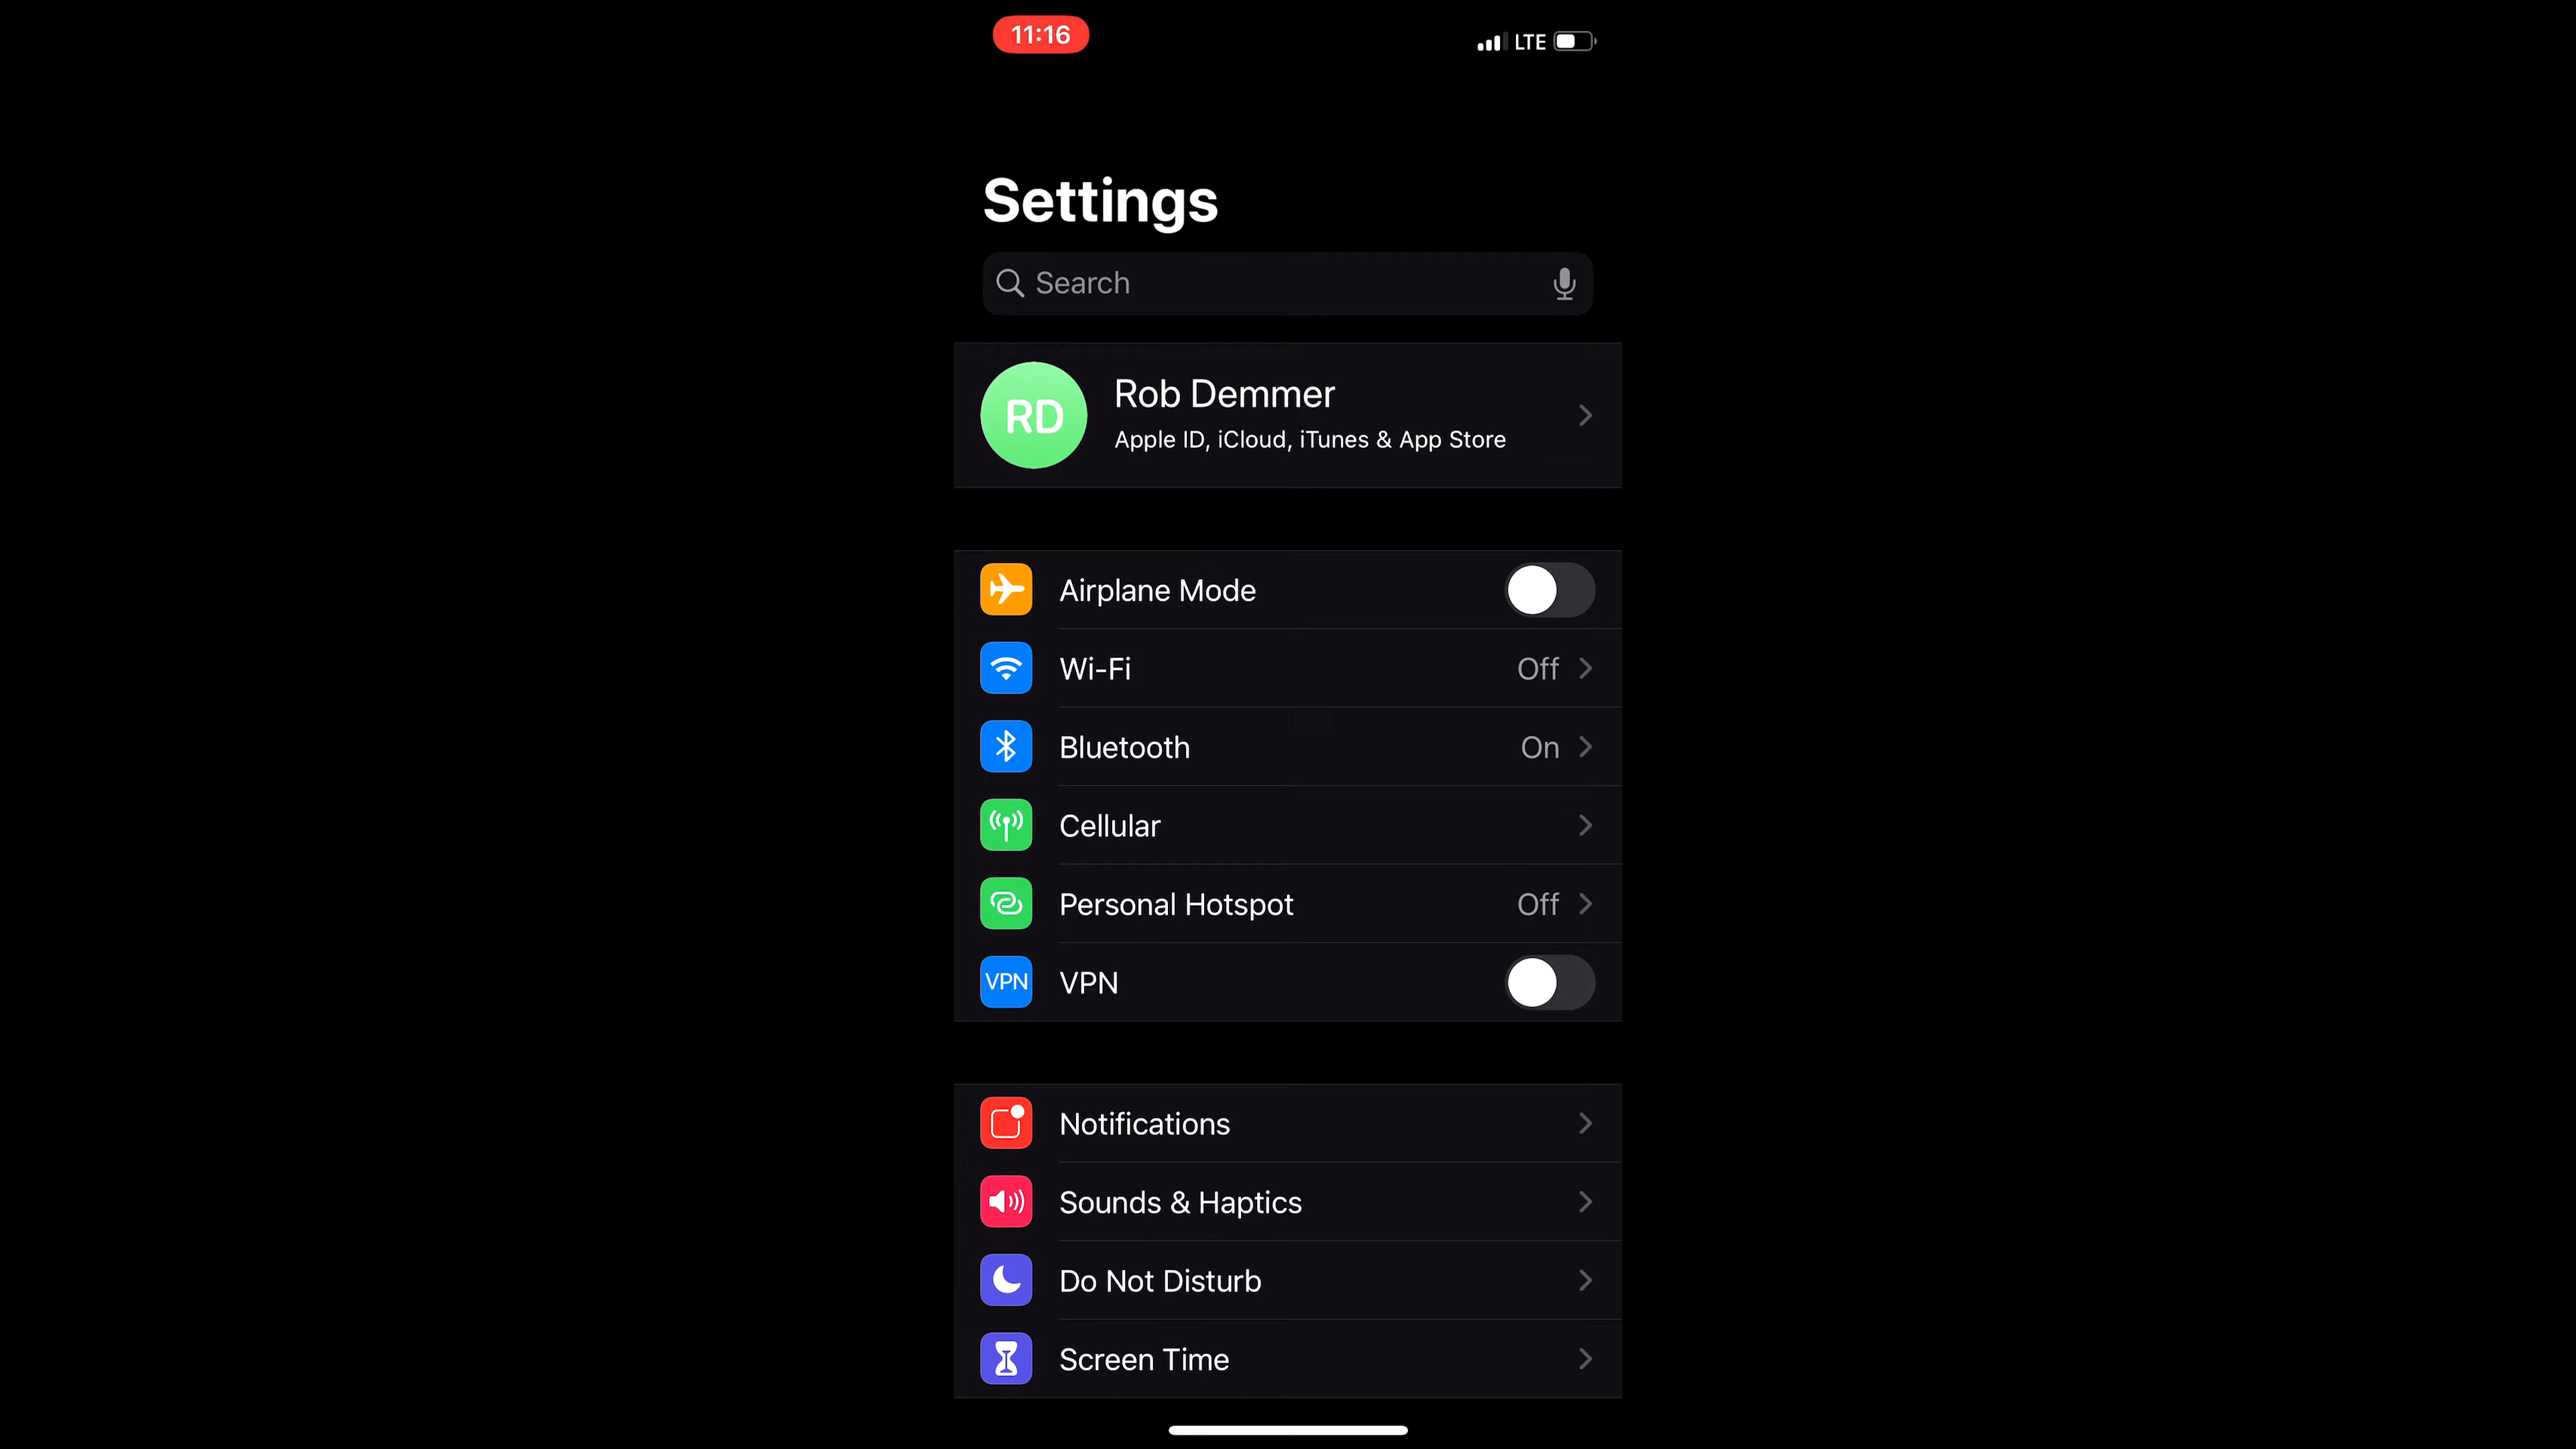 11:16
LTE
Settings
Search
RD
Rob Demmer
Apple ID, iCloud, iTunes & App Store
Airplane Mode
Wi-Fi Off
Bluetooth On
Cellular
Personal Hotspot Off
VPN VPN
Notifications
Sounds & Haptics
Do Not Disturb
Screen Time